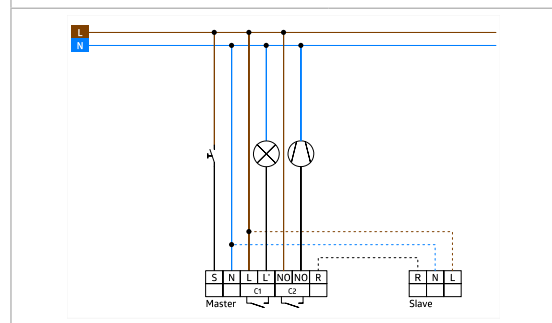 L
N
S N L L' NO NO R
C1 C2
Master
R N L
Slave